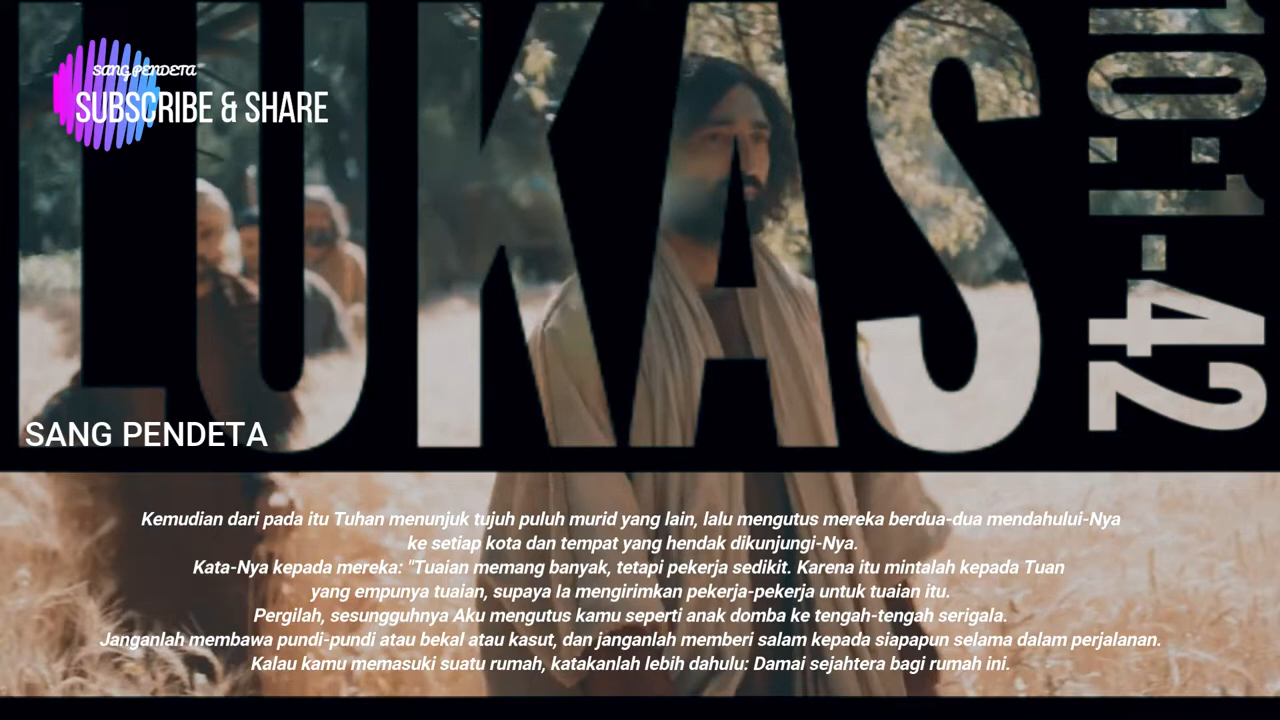 LUKAS
10:1-42
SANG PENDETA
SUBSCRIBE & SHARE
SANG PENDETA
Kemudian dari pada itu Tuhan menunjuk tujuh puluh murid yang lain, lalu mengutus mereka berdua-dua mendahului-Nya
ke setiap kota dan tempat yang hendak dikunjungi-Nya.
Kata-Nya kepada mereka: "Tuaian memang banyak, tetapi pekerja sedikit. Karena itu mintalah kepada Tuan
yang empunya tuaian, supaya Ia mengirimkan pekerja-pekerja untuk tuaian itu.
Pergilah, sesungguhnya Aku mengutus kamu seperti anak domba ke tengah-tengah serigala.
Janganlah membawa pundi-pundi atau bekal atau kasut, dan janganlah memberi salam kepada siapapun selama dalam perjalanan.
Kalau kamu memasuki suatu rumah, katakanlah lebih dahulu: Damai sejahtera bagi rumah ini.